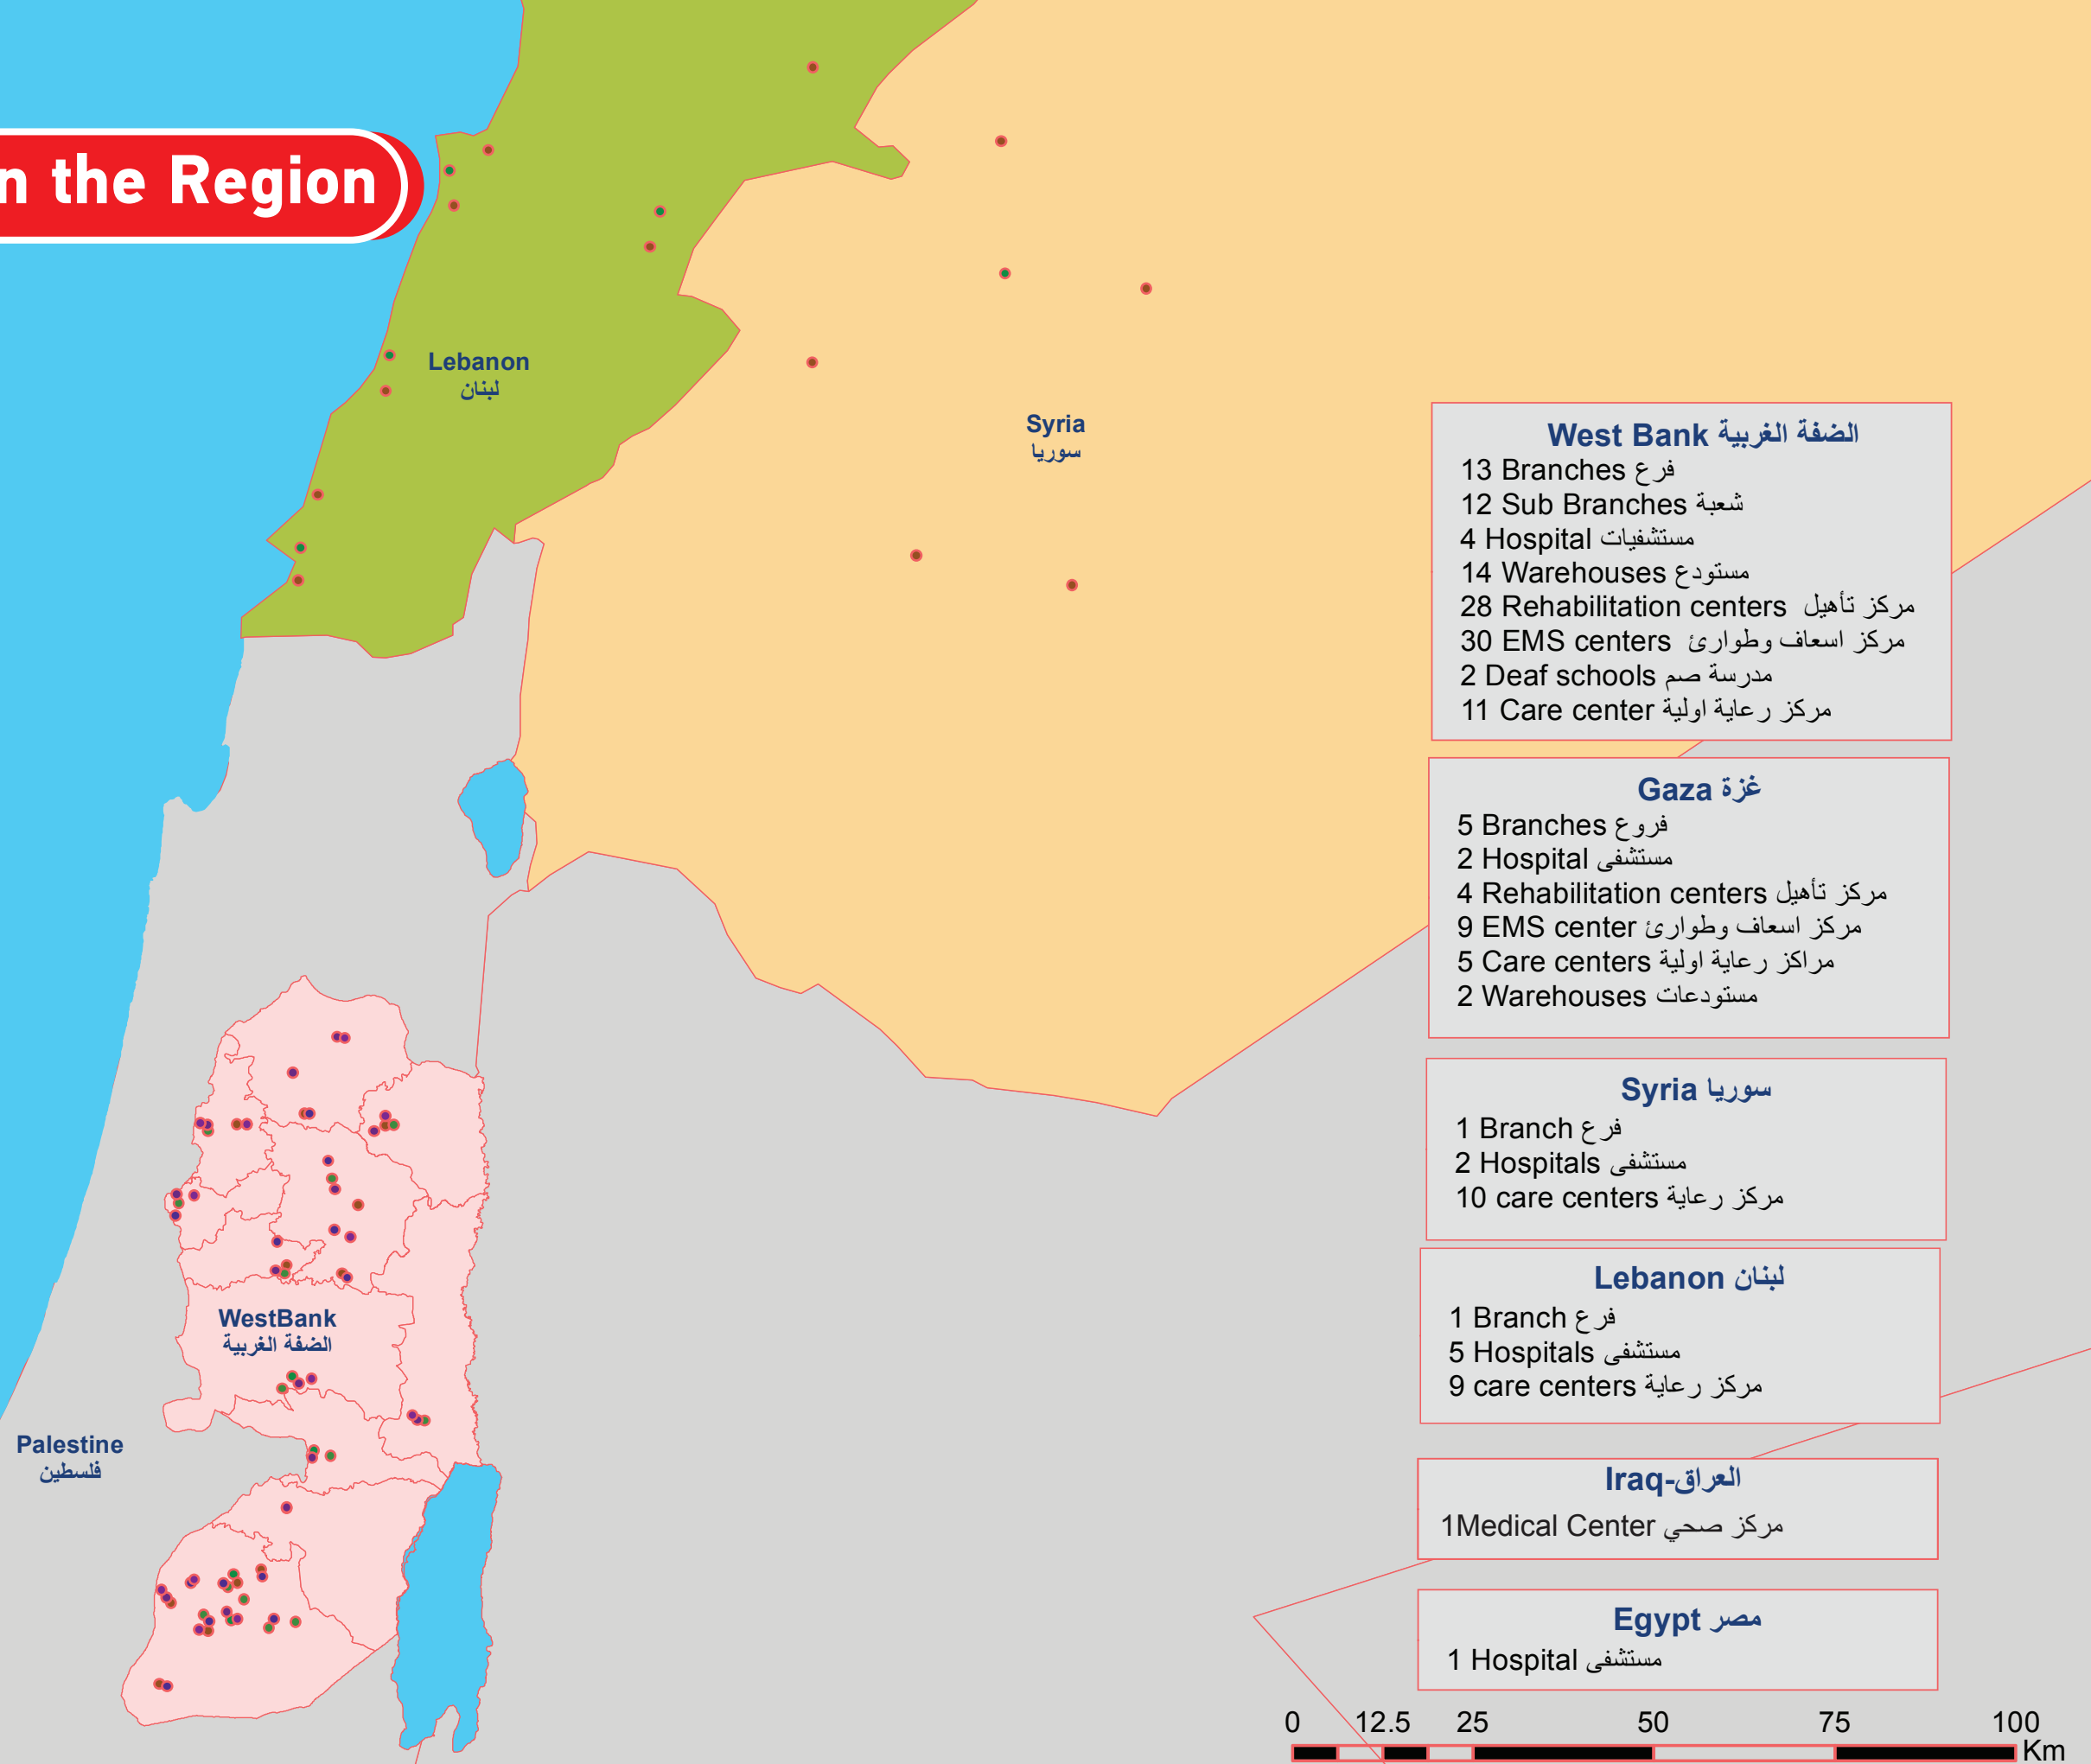 n the Region
Lebanon
لبنان
Syria
سوريا
West Bank الضفة الغربية
13 Branches فرع
12 Sub Branches شعبة
4 Hospital مستشفيات
14 Warehouses مستودع
28 Rehabilitation centers مركز تأهيل
30 EMS centers مركز اسعاف وطوارئ
2 Deaf schools مدرسة صم
11 Care center مركز رعاية اولية
Gaza غزة
5 Branches فروع
2 Hospital مستشفى
4 Rehabilitation centers مركز تأهيل
9 EMS center مركز اسعاف وطوارئ
5 Care centers مراكز رعاية اولية
2 Warehouses مستودعات
Syria سوريا
1 Branch فرع
2 Hospitals مستشفى
10 care centers مركز رعاية
Lebanon لبنان
1 Branch فرع
5 Hospitals مستشفى
9 care centers مركز رعاية
WestBank
الضفة الغربية
Palestine
فلسطين
Iraq-العراق
1Medical Center مركز صحي
Egypt مصر
1 Hospital مستشفى
0 12.5 25 50 75 100
Km